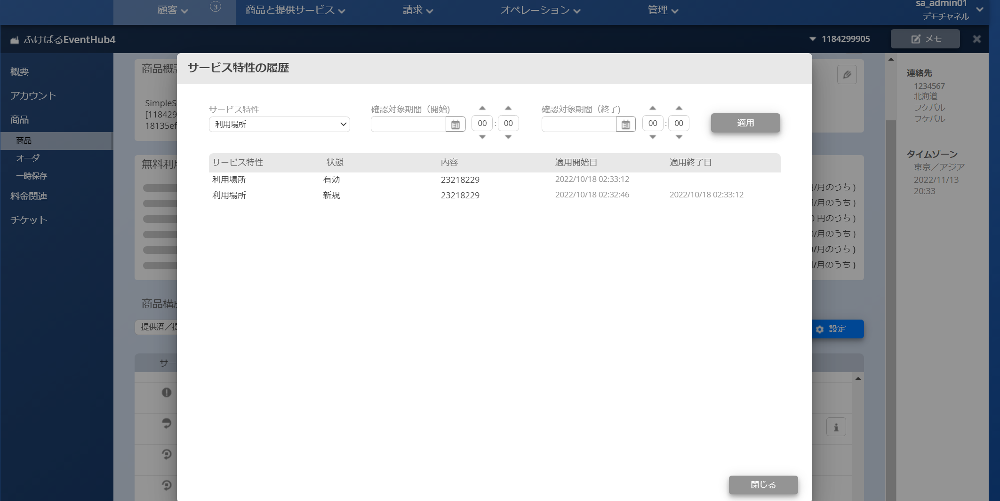 顧客
3
商品と提供サービス
請求
オペレーション
管理
sa_admin01
デモチャネル
ふけばるEventHub4
1184299905
メモ
概要
アカウント
商品
商品
オーダ
一時保存
料金関連
チケット
商品概要
SimpleS
[118429
18135ef
無料利用
商品構成
提供済／提
サー
サービス特性の履歴
サービス特性
利用場所
確認対象期間（開始)
00 : 00
確認対象期間（終了)
00 : 00
適用
サービス特性 状態 内容 適用開始日 適用終了日
利用場所 有効 23218229 2022/10/18 02:33:12
利用場所 新規 23218229 2022/10/18 02:32:46 2022/10/18 02:33:12
閉じる
/月のうち )
/月のうち )
円のうち )
/月のうち )
/月のうち )
/月のうち )
設定
連絡先
1234567
北海道
フケバル
フケバル
タイムゾーン
東京／アジア
2022/11/13
20:33